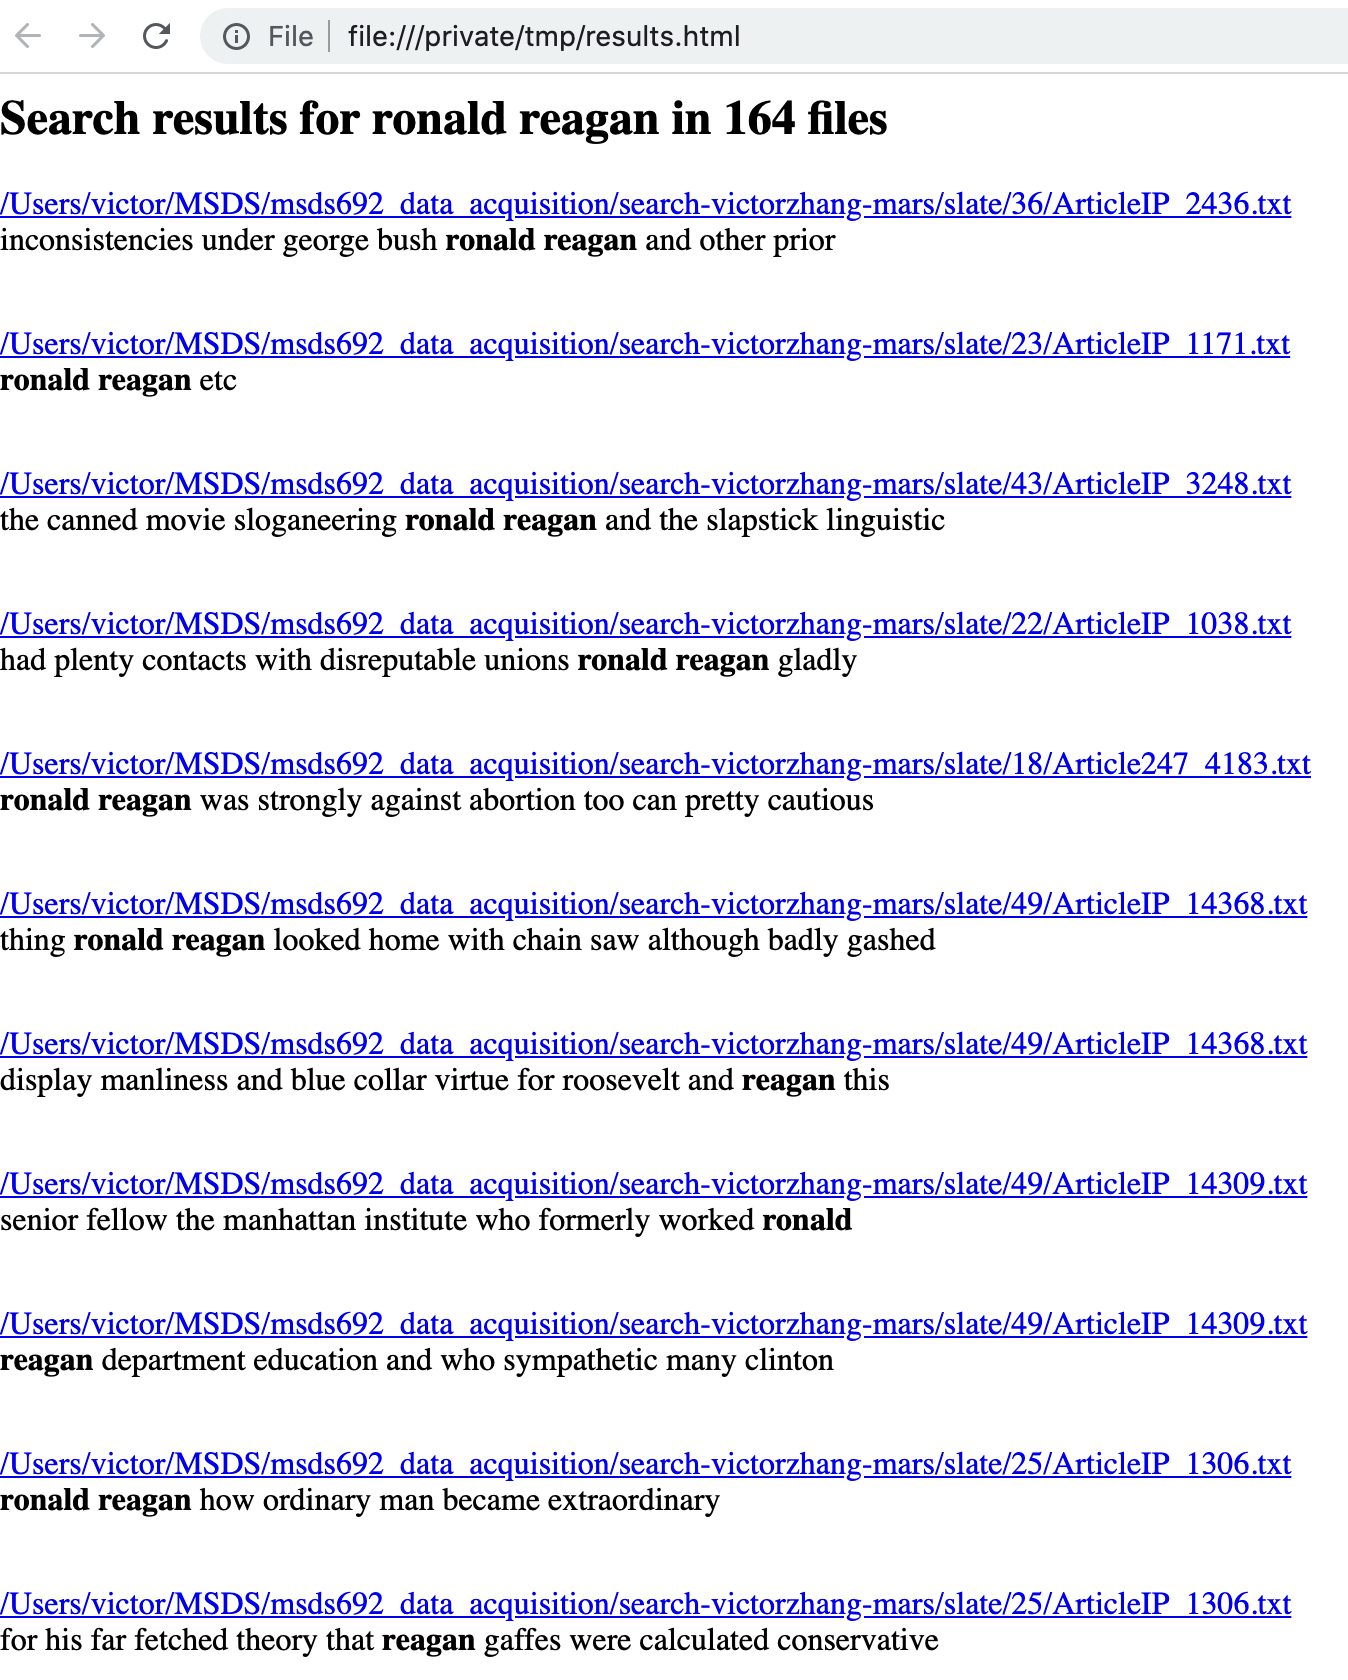 File file:///private/tmp/results.html
Search results for ronald reagan in 164 files
/Users/victor/MSDS/msds692_data_acquisition/search-victorzhang-mars/slate/36/ArticleIP_2436.txt
inconsistencies under george bush ronald reagan and other prior
/Users/victor/MSDS/msds692_data_acquisition/search-victorzhang-mars/slate/23/ArticleIP_1171.txt
ronald reagan etc
/Users/victor/MSDS/msds692_data_acquisition/search-victorzhang-mars/slate/43/ArticleIP_3248.txt
the canned movie sloganeering ronald reagan and the slapstick linguistic
/Users/victor/MSDS/msds692_data_acquisition/search-victorzhang-mars/slate/22/ArticleIP_1038.txt
had plenty contacts with disreputable unions ronald reagan gladly
/Users/victor/MSDS/msds692_data_acquisition/search-victorzhang-mars/slate/18/Article247_4183.txt
ronald reagan was strongly against abortion too can pretty cautious
/Users/victor/MSDS/msds692_data_acquisition/search-victorzhang-mars/slate/49/ArticleIP_14368.txt
thing ronald reagan looked home with chain saw although badly gashed
/Users/victor/MSDS/msds692_data_acquisition/search-victorzhang-mars/slate/49/ArticleIP_14368.txt
display manliness and blue collar virtue for roosevelt and reagan this
/Users/victor/MSDS/msds692_data_acquisition/search-victorzhang-mars/slate/49/ArticleIP_14309.txt
senior fellow the manhattan institute who formerly worked ronald
/Users/victor/MSDS/msds692_data_acquisition/search-victorzhang-mars/slate/49/ArticleIP_14309.txt
reagan department education and who sympathetic many clinton
/Users/victor/MSDS/msds692_data_acquisition/search-victorzhang-mars/slate/25/ArticleIP_1306.txt
ronald reagan how ordinary man became extraordinary
/Users/victor/MSDS/msds692_data_acquisition/search-victorzhang-mars/slate/25/ArticleIP_1306.txt
for his far fetched theory that reagan gaffes were calculated conservative